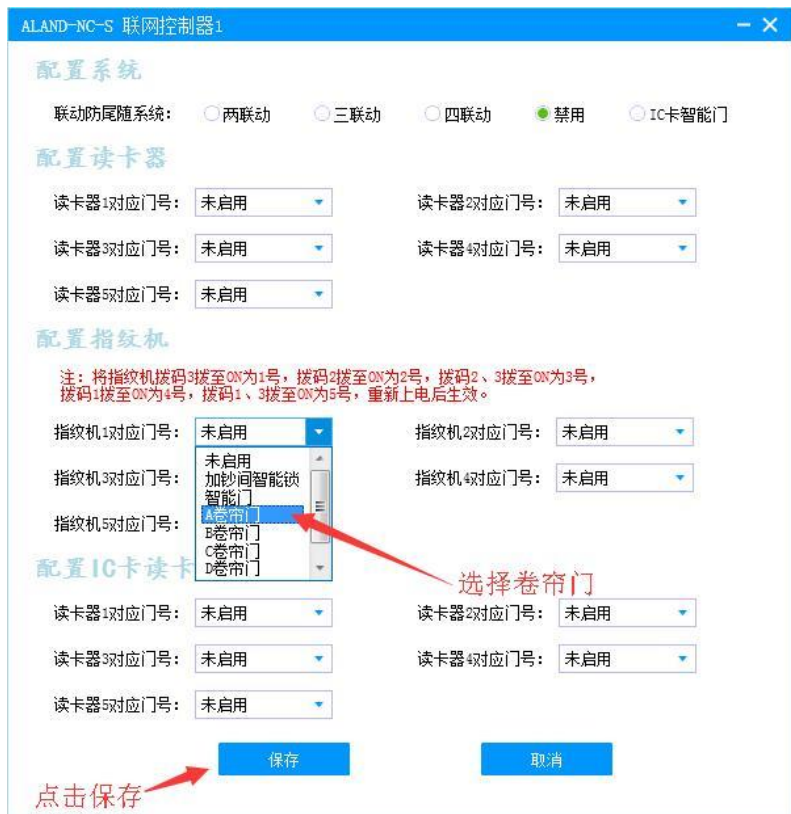 ALAND-NC-S 联网控制器1
配置系统
联动防尾随系统: 两联动 三联动 四联动 禁用 IC卡智能门
配置读卡器
读卡器1对应门号: 未启用 读卡器2对应门号: 未启用
读卡器3对应门号: 未启用 读卡器4对应门号: 未启用
读卡器5对应门号: 未启用
配置指纹机
注: 将指纹机拨码3拨至ON为1号, 拨码2拨至ON为2号, 拨码2、3拨至ON为3号,
拨码1拨至ON为4号, 拨码1、3拨至ON为5号, 重新上电后生效。
指纹机1对应门号: 未启用 指纹机2对应门号: 未启用
指纹机3对应门号: 指纹机4对应门号: 未启用
指纹机5对应门号:
未启用
加钞间智能锁
智能门
A卷帘门
B卷帘门
C卷帘门
D卷帘门
选择卷帘门
配置IC卡读卡
读卡器1对应门号: 未启用 读卡器2对应门号: 未启用
读卡器3对应门号: 未启用 读卡器4对应门号: 未启用
读卡器5对应门号: 未启用
保存 取消
点击保存